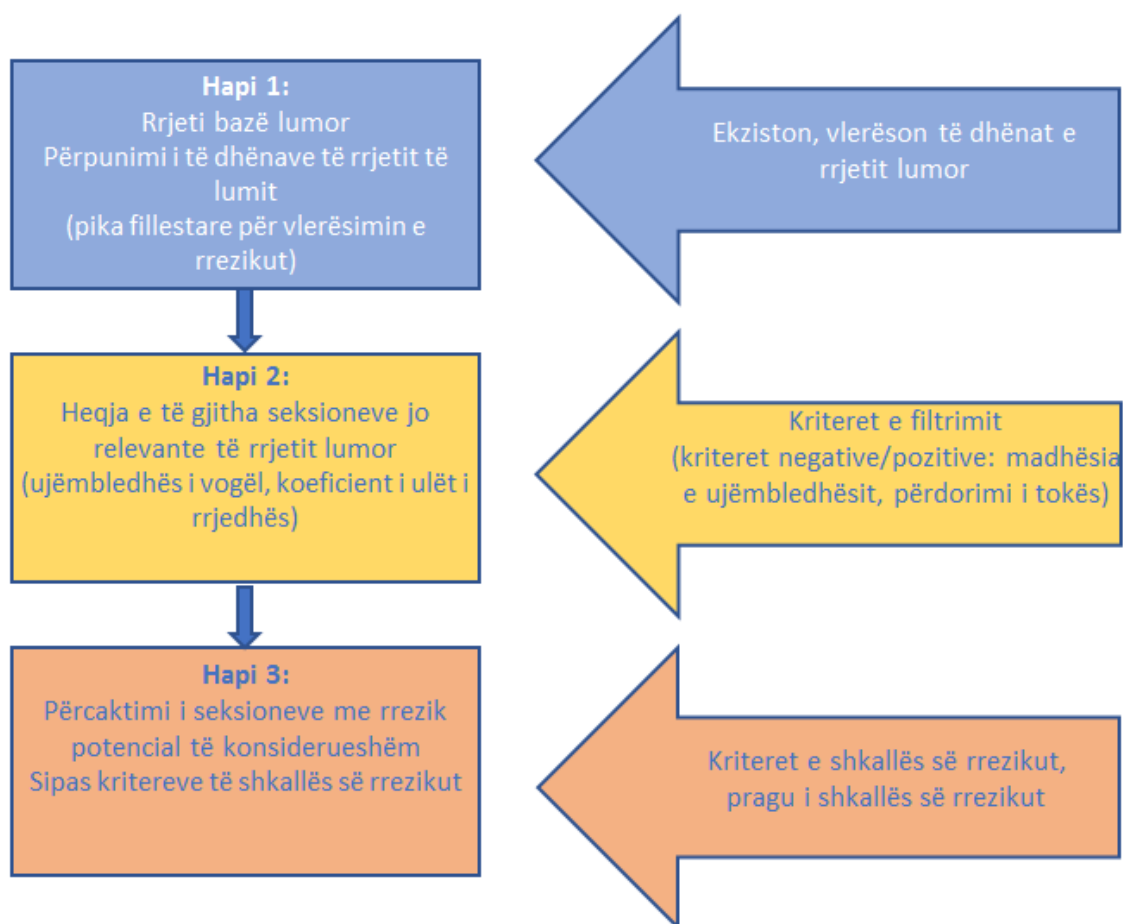 Hapi 1:
Rrjeti bazë lumor
Përpunimi i të dhënave të rrjetit të
lumit
(pika fillestare për vlerësimin e
rrezikut)
Ekziston, vlerëson të dhënat e
rrjetit lumor
Hapi 2:
Heqja e të gjitha seksioneve jo
relevante të rrjetit lumor
(ujëmbledhës i vogël, koeficient i ulët i
rrjedhës)
Kriteret e filtrimit
(kriteret negative/pozitive: madhësia
e ujëmbledhësit, përdorimi i tokës)
Hapi 3:
Përcaktimi i seksioneve me rrezik
potencial të konsiderueshëm
Sipas kritereve të shkallës së rrezikut
Kriteret e shkallës së rrezikut,
pragu i shkallës së rrezikut